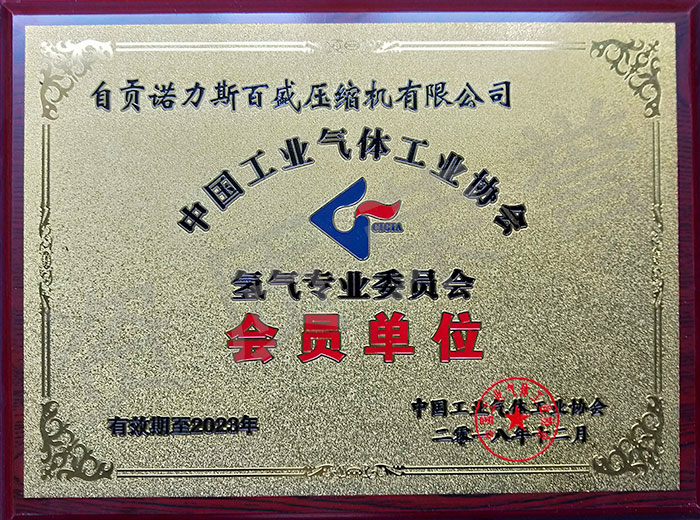 自贡诺力斯百盛压缩机有限公司
中国工业气体工业协会
CIGIA
氢气专业委员会
会员单位
有效期至2023年
中国工业气体工业协会
二零一八年十二月